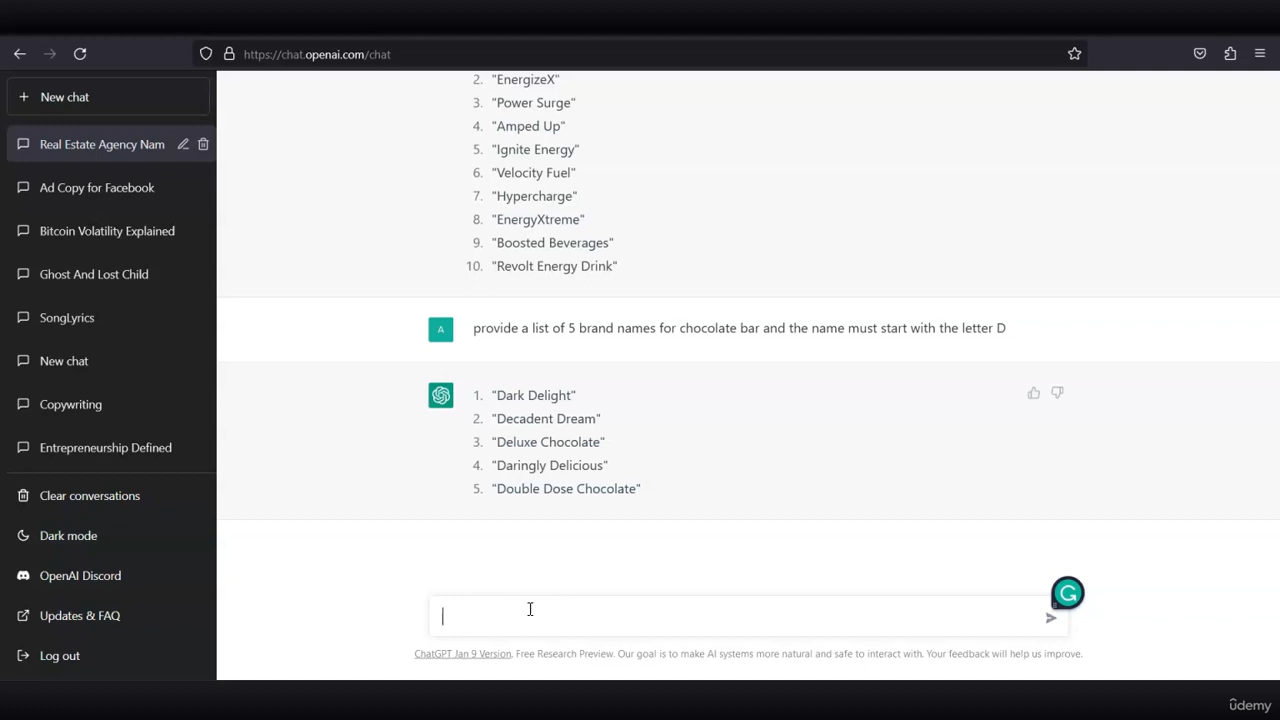 https://chat.openai.com/chat
New chat
Real Estate Agency Nam
Ad Copy for Facebook
Bitcoin Volatility Explained
Ghost And Lost Child
SongLyrics
New chat
Copywriting
Entrepreneurship Defined
Clear conversations
Dark mode
OpenAI Discord
Updates & FAQ
Log out
2. "EnergizeX"
3. "Power Surge"
4. "Amped Up"
5. "Ignite Energy"
6. "Velocity Fuel"
7. "Hypercharge"
8. "EnergyXtreme"
9. "Boosted Beverages"
10. "Revolt Energy Drink"
A provide a list of 5 brand names for chocolate bar and the name must start with the letter D
1. "Dark Delight"
2. "Decadent Dream"
3. "Deluxe Chocolate"
4. "Daringly Delicious"
5. "Double Dose Chocolate"
G
ChatGPT Jan 9 Version. Free Research Preview. Our goal is to make AI systems more natural and safe to interact with. Your feedback will help us improve.
ûdemy